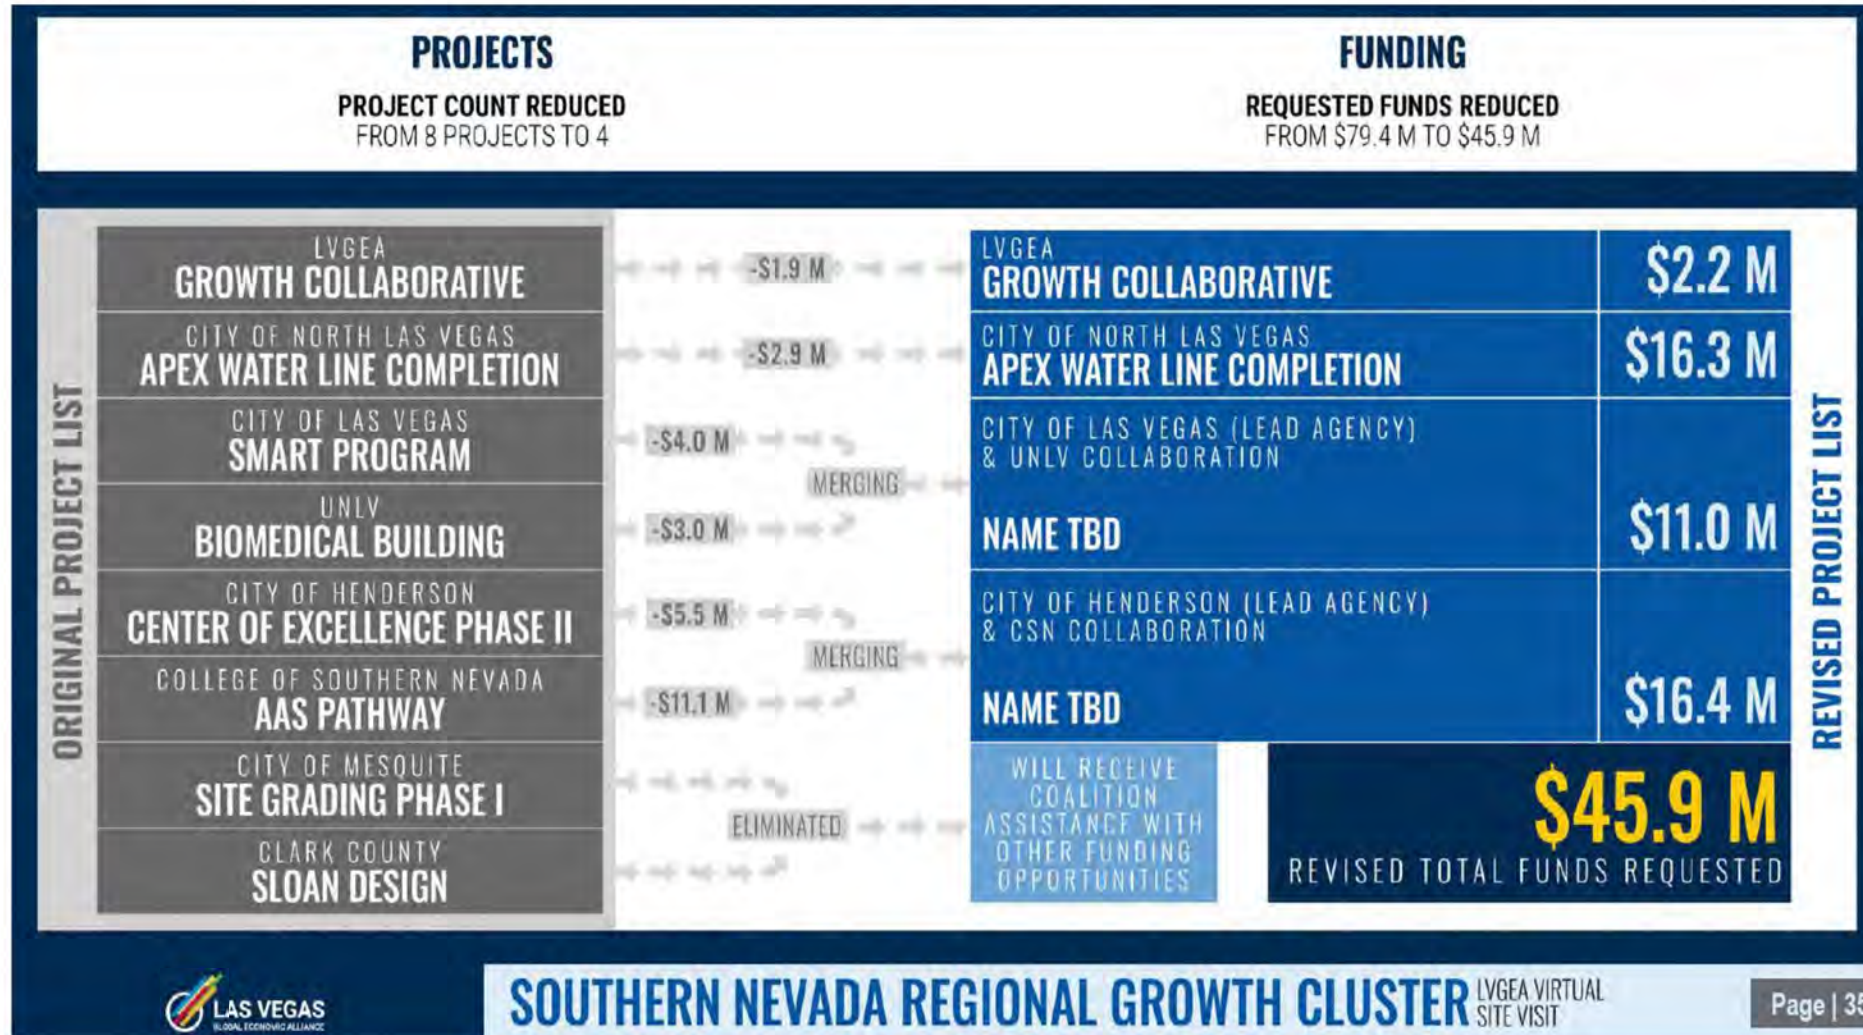 PROJECTS
PROJECT COUNT REDUCED
FROM 8 PROJECTS TO 4
FUNDING
REQUESTED FUNDS REDUCED
FROM $79.4 M TO $45.9 M
ORIGINAL PROJECT LIST
LVGEA
GROWTH COLLABORATIVE
CITY OF NORTH LAS VEGAS
APEX WATER LINE COMPLETION
CITY OF LAS VEGAS
SMART PROGRAM
UNLV
BIOMEDICAL BUILDING
CITY OF HENDERSON
CENTER OF EXCELLENCE PHASE II
COLLEGE OF SOUTHERN NEVADA
AAS PATHWAY
CITY OF MESQUITE
SITE GRADING PHASE I
CLARK COUNTY
SLOAN DESIGN
-$1.9 M
-$2.9 M
-$4.0 M
MERGING
-$3.0 M
-$5.5 M
MERGING
-$11.1 M
ELIMINATED
LVGEA
GROWTH COLLABORATIVE
$2.2 M
CITY OF NORTH LAS VEGAS
APEX WATER LINE COMPLETION
$16.3 M
CITY OF LAS VEGAS (LEAD AGENCY)
& UNLV COLLABORATION
NAME TBD
$11.0 M
CITY OF HENDERSON (LEAD AGENCY)
& CSN COLLABORATION
NAME TBD
$16.4 M
WILL RECEIVE
COALITION
ASSISTANCE WITH
OTHER FUNDING
OPPORTUNITIES
$45.9 M
REVISED TOTAL FUNDS REQUESTED
REVISED PROJECT LIST
LAS VEGAS
GLOBAL ECONOMIC ALLIANCE
SOUTHERN NEVADA REGIONAL GROWTH CLUSTER
LVGEA VIRTUAL
SITE VISIT
Page | 35